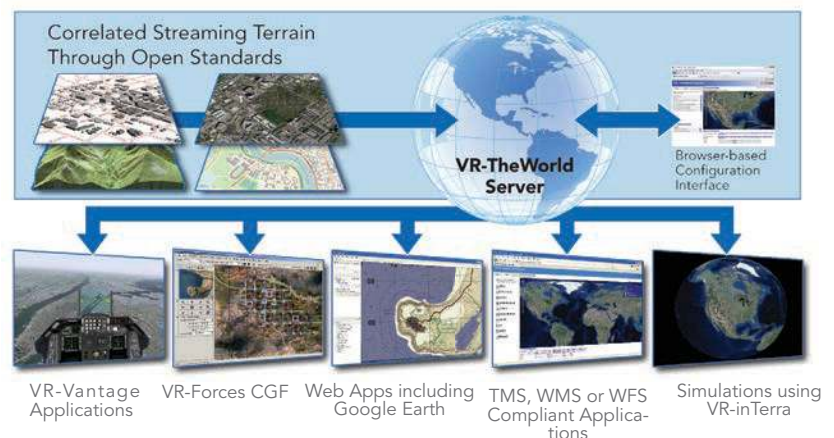 Correlated Streaming Terrain
Through Open Standards
VR-TheWorld
Server
Browser-based
Configuration
Interface
VR-Vantage
Applications
VR-Forces CGF
Web Apps including
Google Earth
TMS, WMS or WFS
Compliant Applica-
tions
Simulations using
VR-inTerra